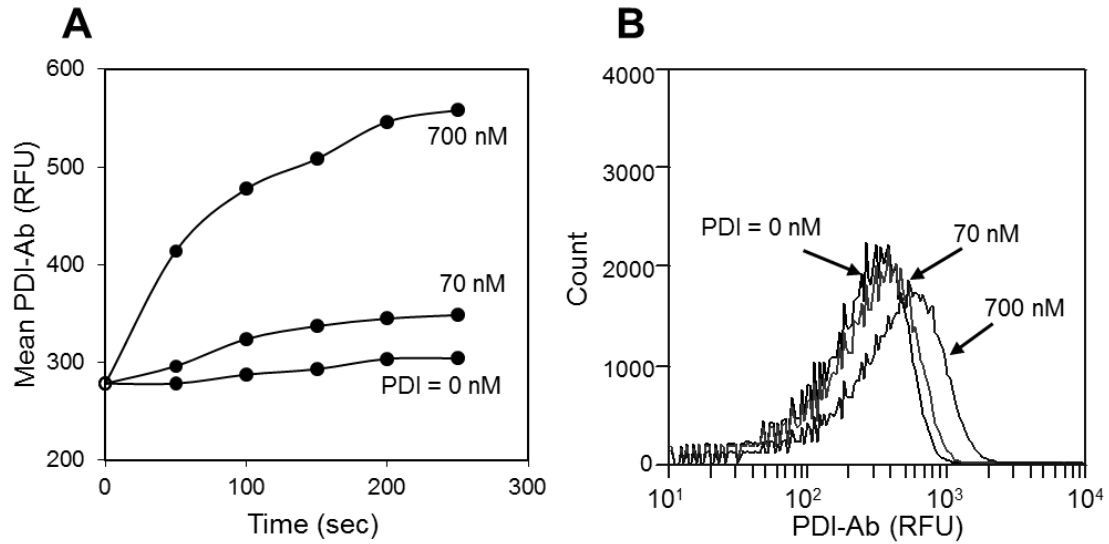 A
600
500
400
300
200
0
100
200
300
Mean PDI-Ab (RFU)
Time (sec)
700 nM
70 nM
PDI = 0 nM
B
4000
3000
2000
1000
0
10¹
10²
10³
10⁴
Count
PDI-Ab (RFU)
PDI = 0 nM
70 nM
700 nM